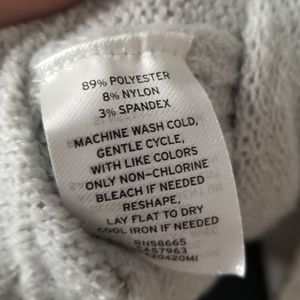 89% POLYESTER
8% NYLON
3% SPANDEX
MACHINE WASH COLD,
GENTLE CYCLE,
WITH LIKE COLORS
ONLY NON-CHLORINE
BLEACH IF NEEDED
RESHAPE,
LAY FLAT TO DRY
COOL IRON IF NEEDED
RN58665
CA57963